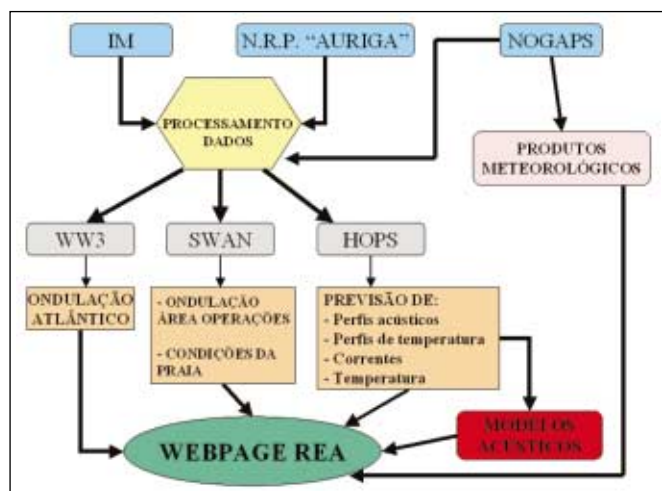 IM
N.R.P. “AURIGA”
NOGAPS
PROCESSAMENTO
DADOS
PRODUTOS
METEOROLÓGICOS
WW3
SWAN
HOPS
ONDULAÇÃO
ATLÂNTICO
- ONDULAÇÃO
ÁREA OPERAÇÕES
- CONDIÇÕES DA
PRAIA
PREVISÃO DE:
- Perfis acústicos
- Perfis de temperatura
- Correntes
- Temperatura
MODELOS
ACÚSTICOS
WEBPAGE REA